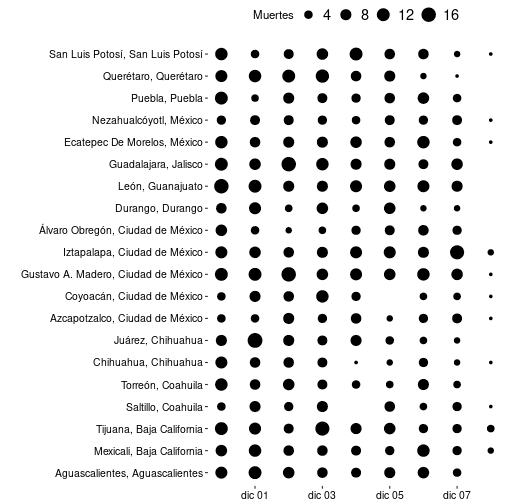 Muertes 4 8 12 16
San Luis Potosí, San Luis Potosí
Querétaro, Querétaro
Puebla, Puebla
Nezahualcóyotl, México
Ecatepec De Morelos, México
Guadalajara, Jalisco
León, Guanajuato
Durango, Durango
Álvaro Obregón, Ciudad de México
Iztapalapa, Ciudad de México
Gustavo A. Madero, Ciudad de México
Coyoacán, Ciudad de México
Azcapotzalco, Ciudad de México
Juárez, Chihuahua
Chihuahua, Chihuahua
Torreón, Coahuila
Saltillo, Coahuila
Tijuana, Baja California
Mexicali, Baja California
Aguascalientes, Aguascalientes
dic 01 dic 03 dic 05 dic 07